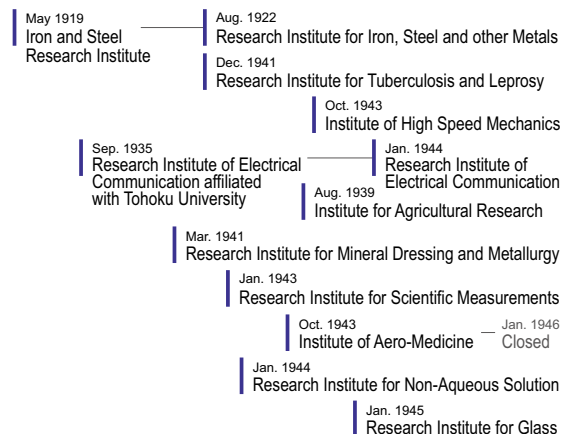 May 1919
Iron and Steel
Research Institute
Aug. 1922
Research Institute for Iron, Steel and other Metals
Dec. 1941
Research Institute for Tuberculosis and Leprosy
Oct. 1943
Institute of High Speed Mechanics
Sep. 1935
Research Institute of Electrical
Communication affiliated
with Tohoku University
Jan. 1944
Research Institute of
Electrical Communication
Aug. 1939
Institute for Agricultural Research
Mar. 1941
Research Institute for Mineral Dressing and Metallurgy
Jan. 1943
Research Institute for Scientific Measurements
Oct. 1943
Institute of Aero-Medicine
Jan. 1946
Closed
Jan. 1944
Research Institute for Non-Aqueous Solution
Jan. 1945
Research Institute for Glass